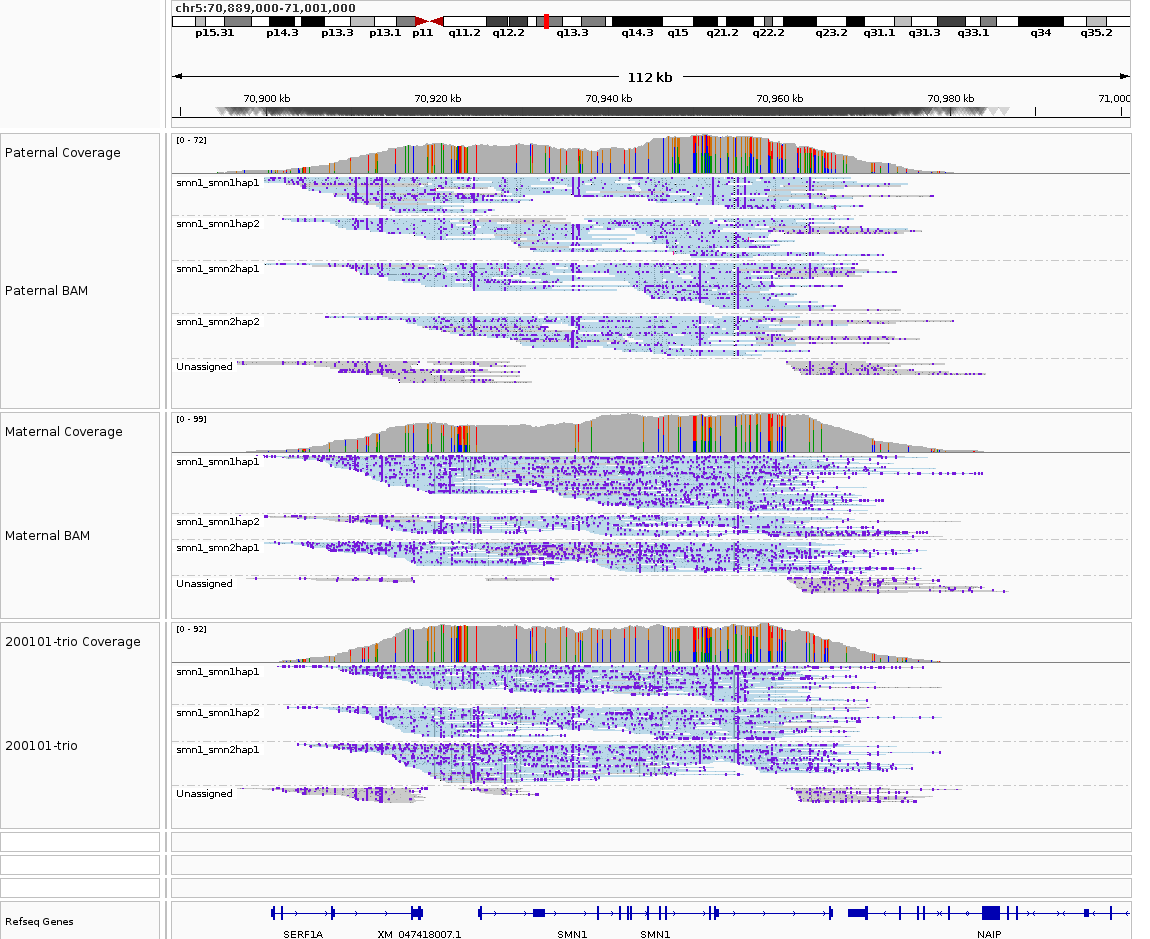 chr5:70,889,000-71,001,000
p15.31 p14.3 p13.3 p13.1 p11 q11.2 q12.2 q13.3 q14.3 q15 q21.2 q22.2 q23.2 q31.1 q31.3 q33.1 q34 q35.2
112 kb
70,900 kb 70,920 kb 70,940 kb 70,960 kb 70,980 kb 71,000
Paternal Coverage
[0 - 72]
smn1_smn1hap1
smn1_smn1hap2
smn1_smn2hap1
Paternal BAM
smn1_smn2hap2
Unassigned
Maternal Coverage
[0 - 99]
smn1_smn1hap1
smn1_smn1hap2
Maternal BAM
smn1_smn2hap1
Unassigned
200101-trio Coverage
[0 - 92]
smn1_smn1hap1
smn1_smn1hap2
200101-trio
smn1_smn2hap1
Unassigned
Refseq Genes
SERF1A XM_047418007.1 SMN1 SMN1 NAIP